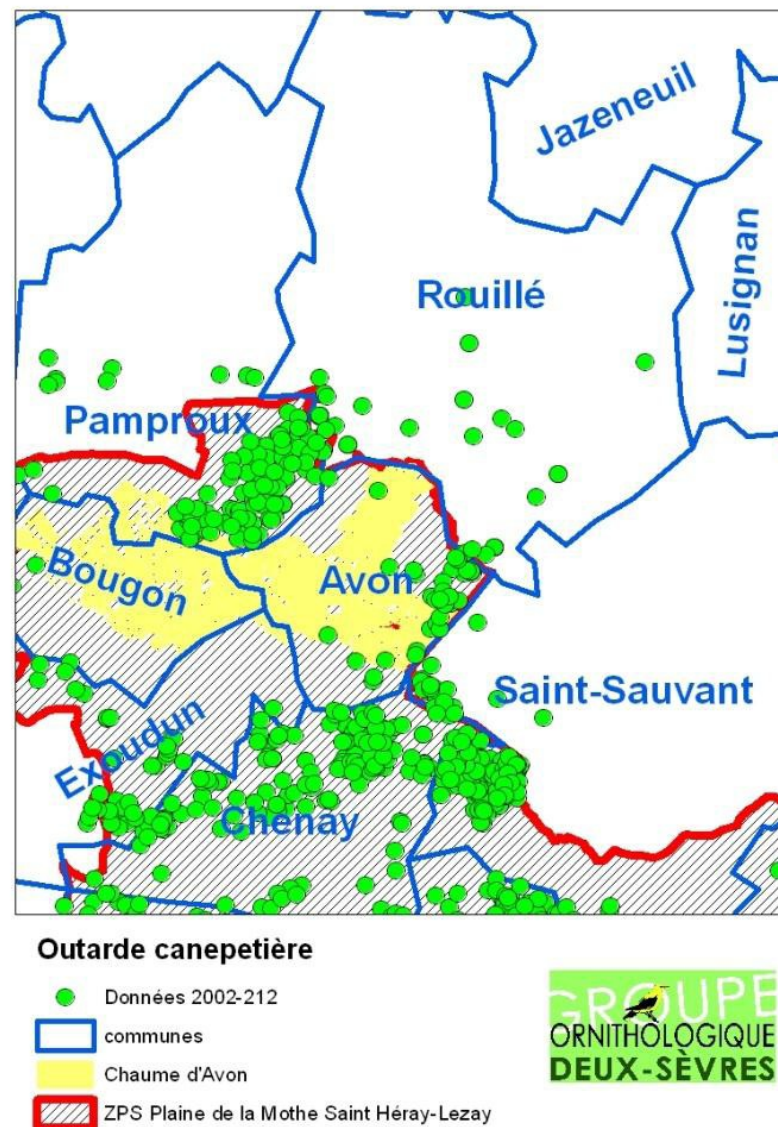 Jazeneuil
Rouillé
Lusignan
Pamproux
Bougon
Avon
Saint-Sauvant
Exoudun
Chenay
Outarde canepetière
Données 2002-212
communes
Chaume d'Avon
ZPS Plaine de la Mothe Saint Héray-Lezay
GROUPE
ORNITHOLOGIQUE
DEUX-SÈVRES